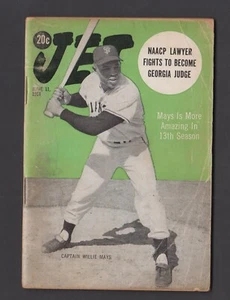 20c
JET
NAACP LAWYER
FIGHTS TO BECOME
GEORGIA JUDGE
Mays Is More
Amazing In
13th Season
CAPTAIN WILLIE MAYS